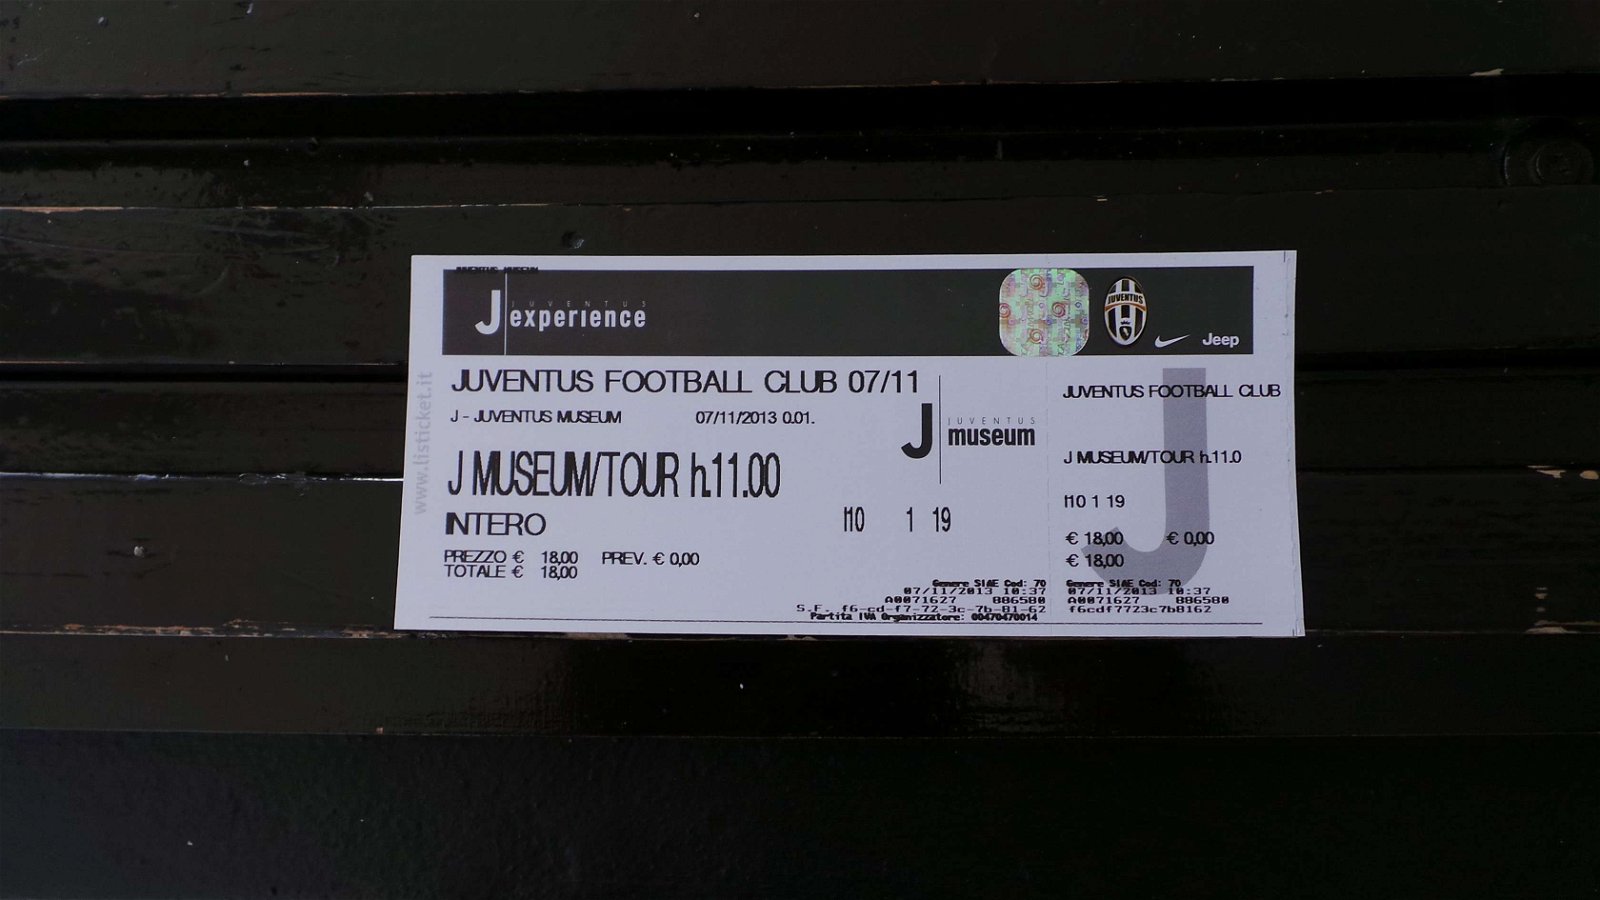 JUVENTUS MUSEUM
J JUVENTUS experience
JUVENTUS
Jeep
www.listicket.it
JUVENTUS FOOTBALL CLUB 07/11
J - JUVENTUS MUSEUM 07/11/2013 0.01.
J JUVENTUS museum
J MUSEUM/TOUR h.11.00
INTERO
1 19
PREZZO € 18,00 PREV. € 0,00
TOTALE € 18,00
Genere SIAE Cod: 70
07/11/2013 10:37
A0071627 886580
S.F. f6-cd-f7-72-3c-7b-81-62
Partita IVA Organizzatore: 00470470014
JUVENTUS FOOTBALL CLUB
J
J MUSEUM/TOUR h.11.0
1 19
€ 18,00 € 0,00
€ 18,00
Genere SIAE Cod: 70
07/11/2013 10:37
A0071627 886580
f6cdf7723c7b8162